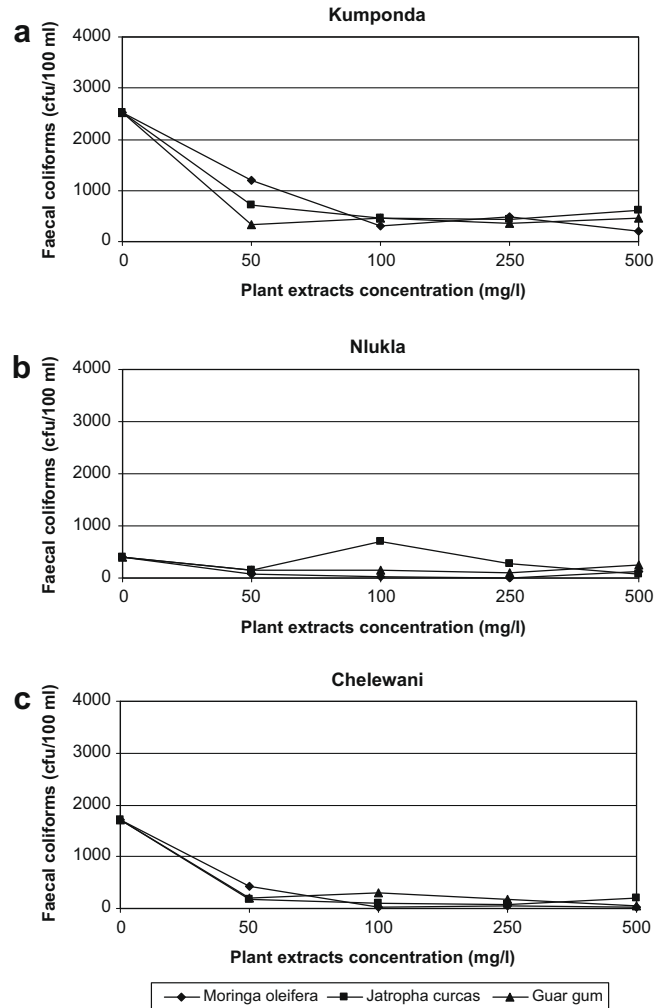 a
Kumponda
Faecal coliforms (cfu/100 ml)
4000
3000
2000
1000
0
0 50 100 250 500
Plant extracts concentration (mg/l)
b
Nlukla
Faecal coliforms (cfu/100 ml)
4000
3000
2000
1000
0
0 50 100 250 500
Plant extracts concentration (mg/l)
c
Chelewani
Faecal coliforms (cfu/100 ml)
4000
3000
2000
1000
0
0 50 100 250 500
Plant extracts concentration (mg/l)
Moringa oleifera Jatropha curcas Guar gum